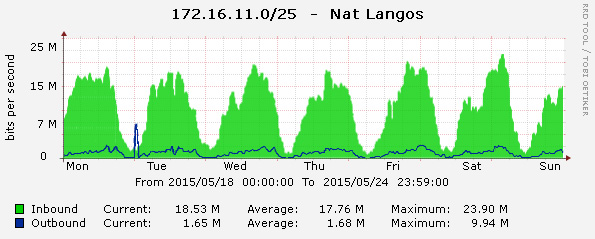 172.16.11.0/25 - Nat Langos
RRD TOOL / TOBI OETIKER
bits per second
25 M
15 M
7 M
0
Mon Tue Wed Thu Fri Sat Sun
From 2015/05/18 00:00:00 To 2015/05/24 23:59:00
Inbound Current: 18.53 M Average: 17.76 M Maximum: 23.90 M
Outbound Current: 1.65 M Average: 1.68 M Maximum: 9.94 M